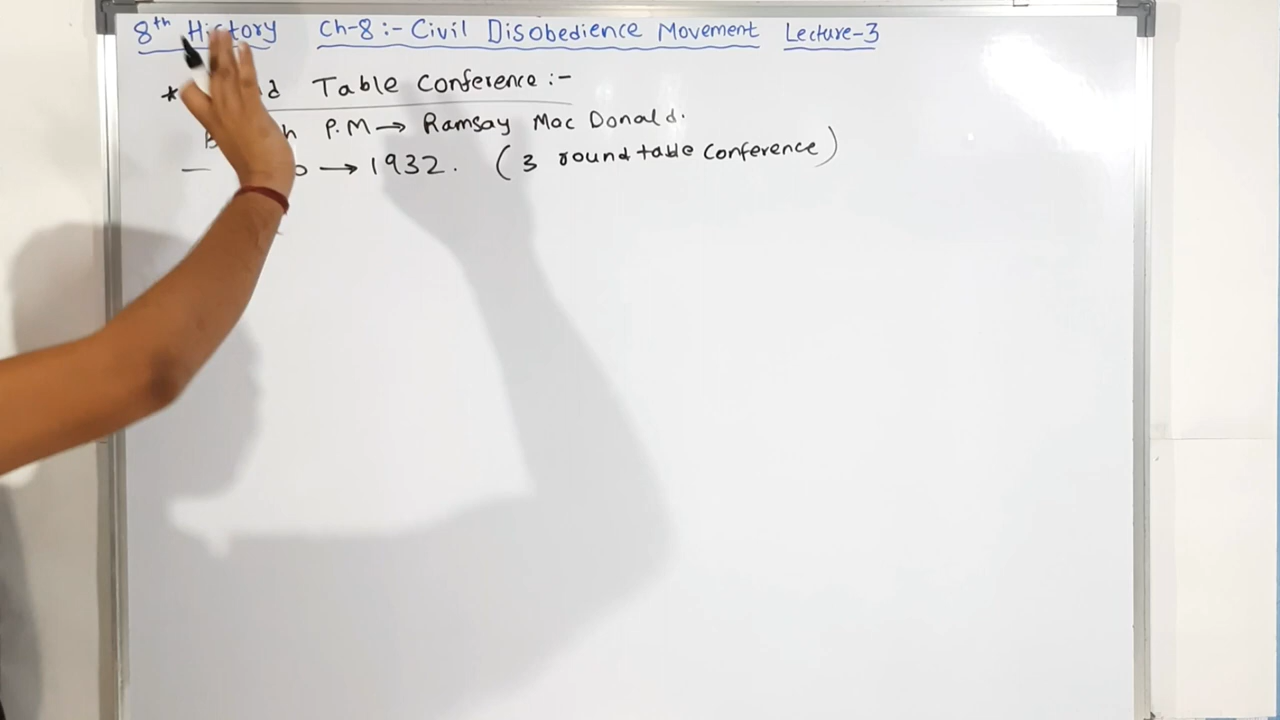 8th History Ch-8:- Civil Disobedience Movement Lecture-3
* Table Conference:-
P.M → Ramsay Mac Donald.
— → 1932. (3 round table Conference)